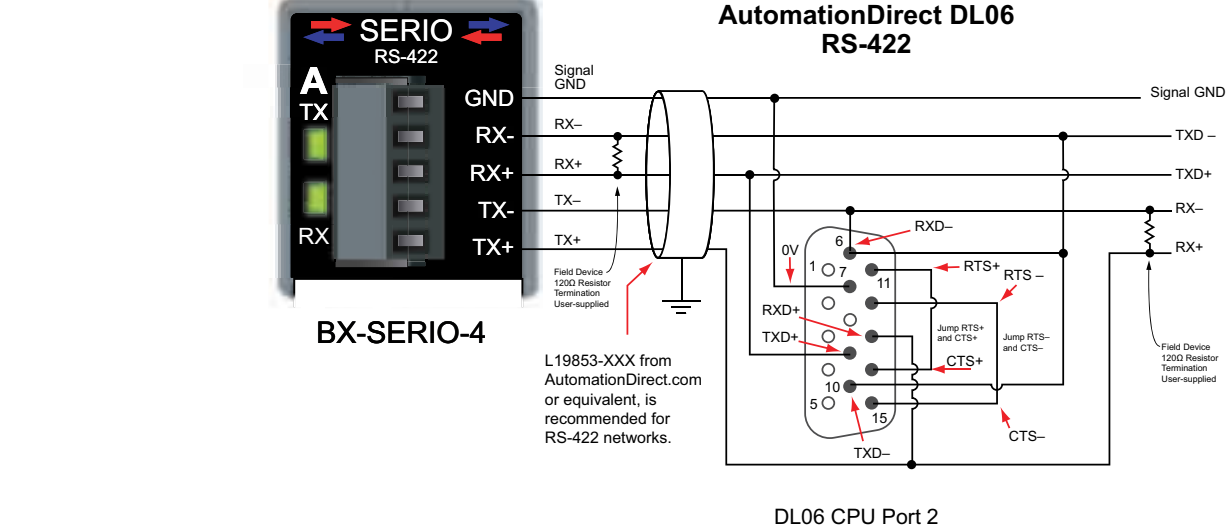 AutomationDirect DL06
RS-422
SERIO
RS-422
A
TX
RX
GND
RX-
RX+
TX-
TX+
BX-SERIO-4
Signal
GND
RX–
RX+
TX–
TX+
Field Device
120Ω Resistor
Termination
User-supplied
L19853-XXX from
AutomationDirect.com
or equivalent, is
recommended for
RS-422 networks.
Signal GND
TXD –
TXD+
RX–
RX+
6
RXD–
0V
1
7
11
RTS+
RTS –
RXD+
TXD+
Jump RTS+
and CTS+
Jump RTS–
and CTS–
CTS+
10
5
15
CTS–
TXD–
Field Device
120Ω Resistor
Termination
User-supplied
DL06 CPU Port 2